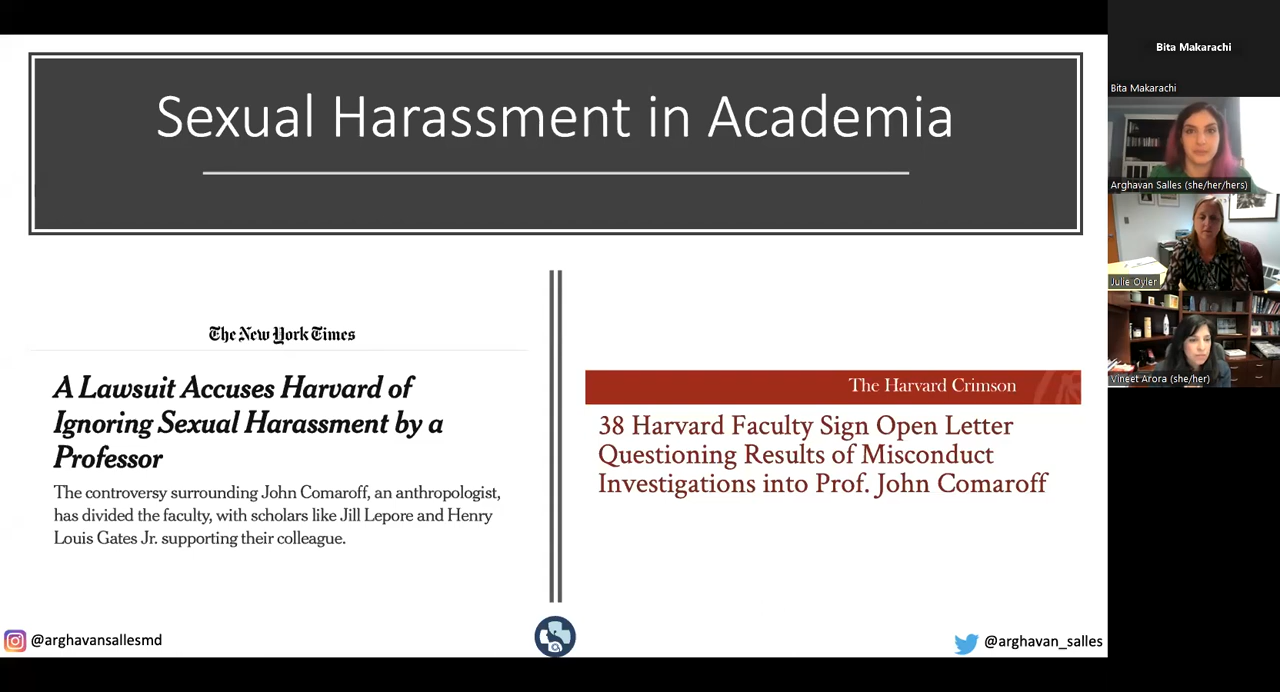 Sexual Harassment in Academia
The New York Times
A Lawsuit Accuses Harvard of
Ignoring Sexual Harassment by a
Professor
The controversy surrounding John Comaroff, an anthropologist,
has divided the faculty, with scholars like Jill Lepore and Henry
Louis Gates Jr. supporting their colleague.
The Harvard Crimson
38 Harvard Faculty Sign Open Letter
Questioning Results of Misconduct
Investigations into Prof. John Comaroff
@arghavansallesmd
@arghavan_salles
Bita Makarachi
Bita Makarachi
Arghavan Salles (she/her/hers)
Julie Oyler
Vineet Arora (she/her)